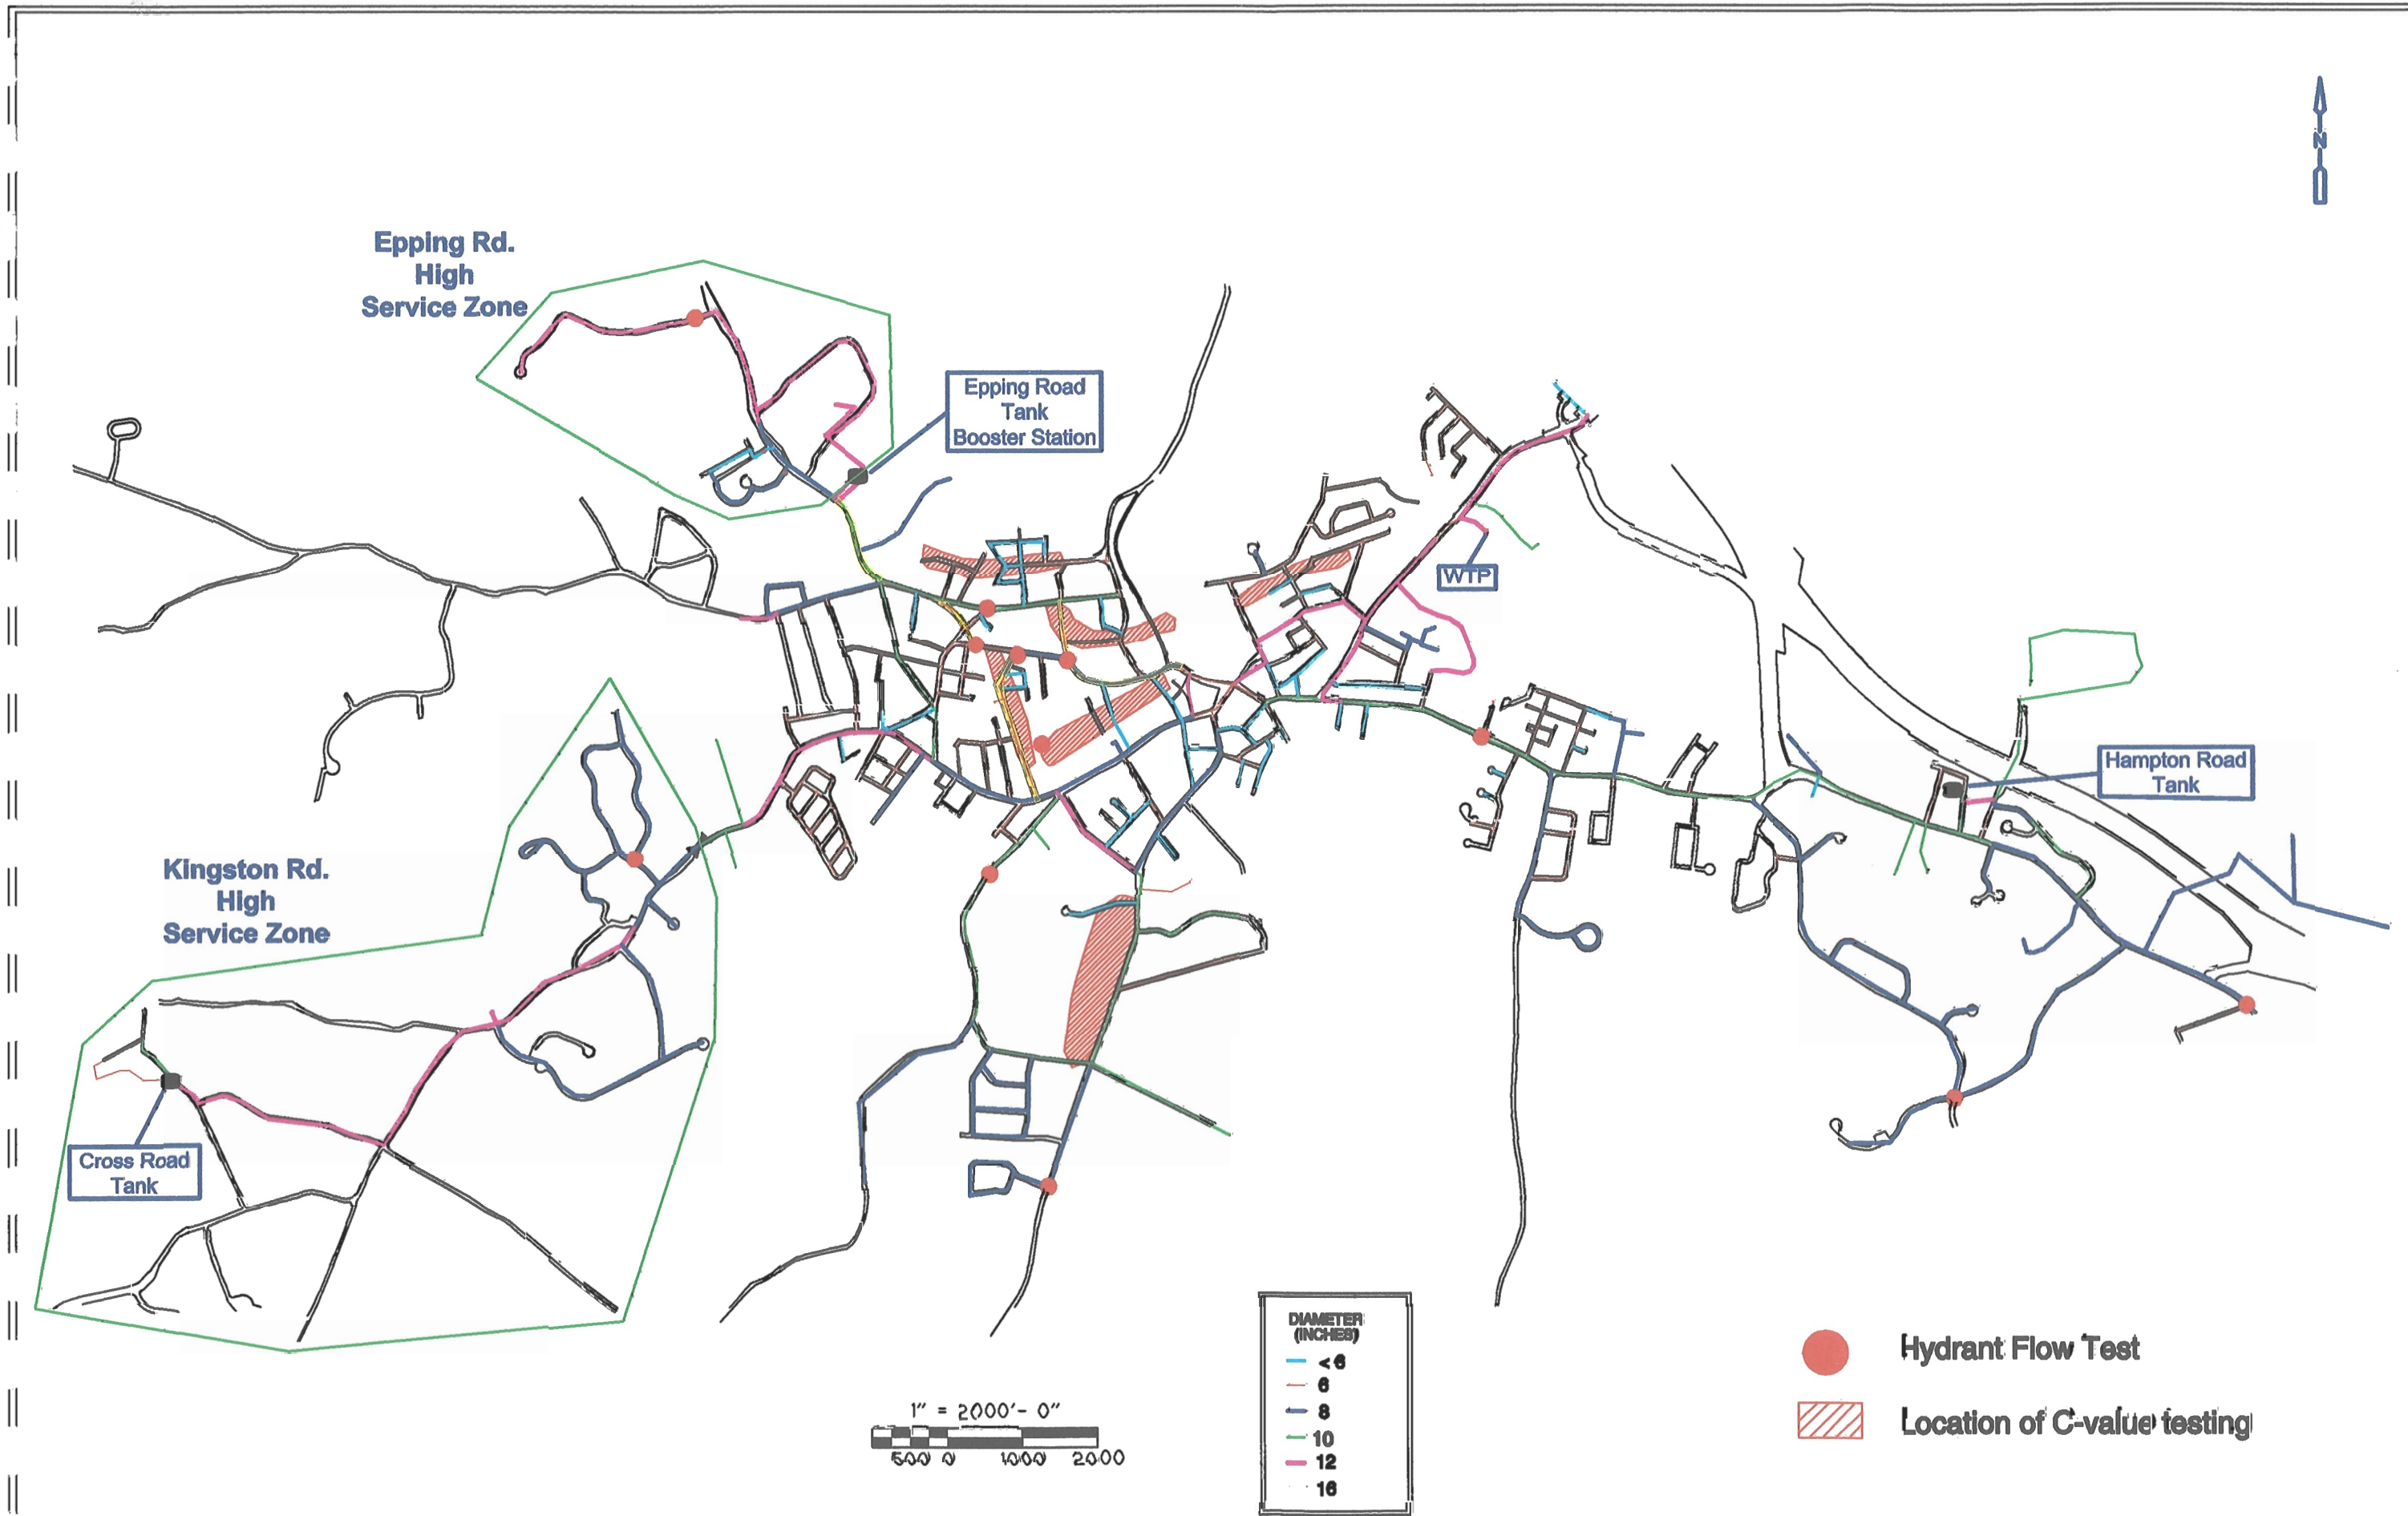 Epping Rd.
High
Service Zone
N
Epping Road
Tank
Booster Station
WTP
Hampton Road
Tank
Kingston Rd.
High
Service Zone
Cross Road
Tank
1" = 2000'- 0"
500 0 1000 2000
DIAMETER
(INCHES)
< 6
6
8
10
12
16
Hydrant Flow Test
Location of C-value testing